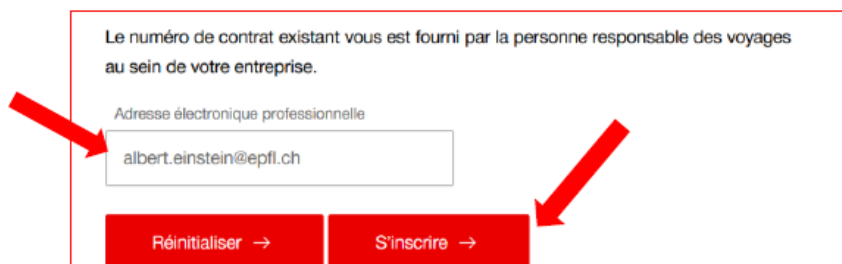 Le numéro de contrat existant vous est fourni par la personne responsable des voyages
au sein de votre entreprise.
Adresse électronique professionnelle
albert.einstein@epfl.ch
Réinitialiser →
S'inscrire →